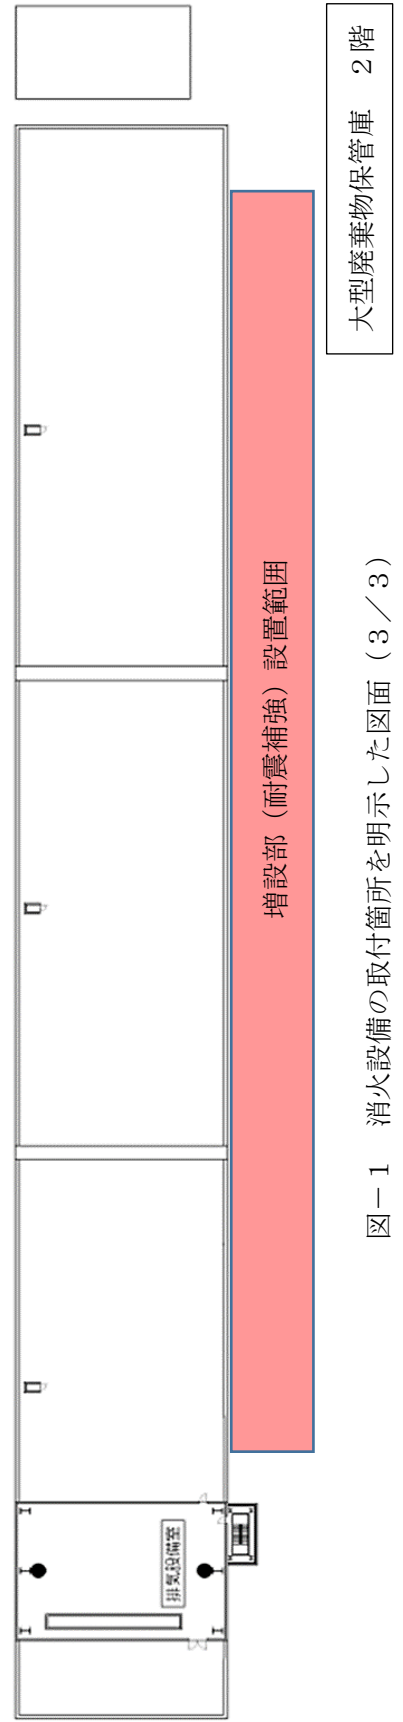 大型廃棄物保管庫　２階
増設部（耐震補強）設置範囲
排気設備室
図－１　消火設備の取付箇所を明示した図面（３／３）